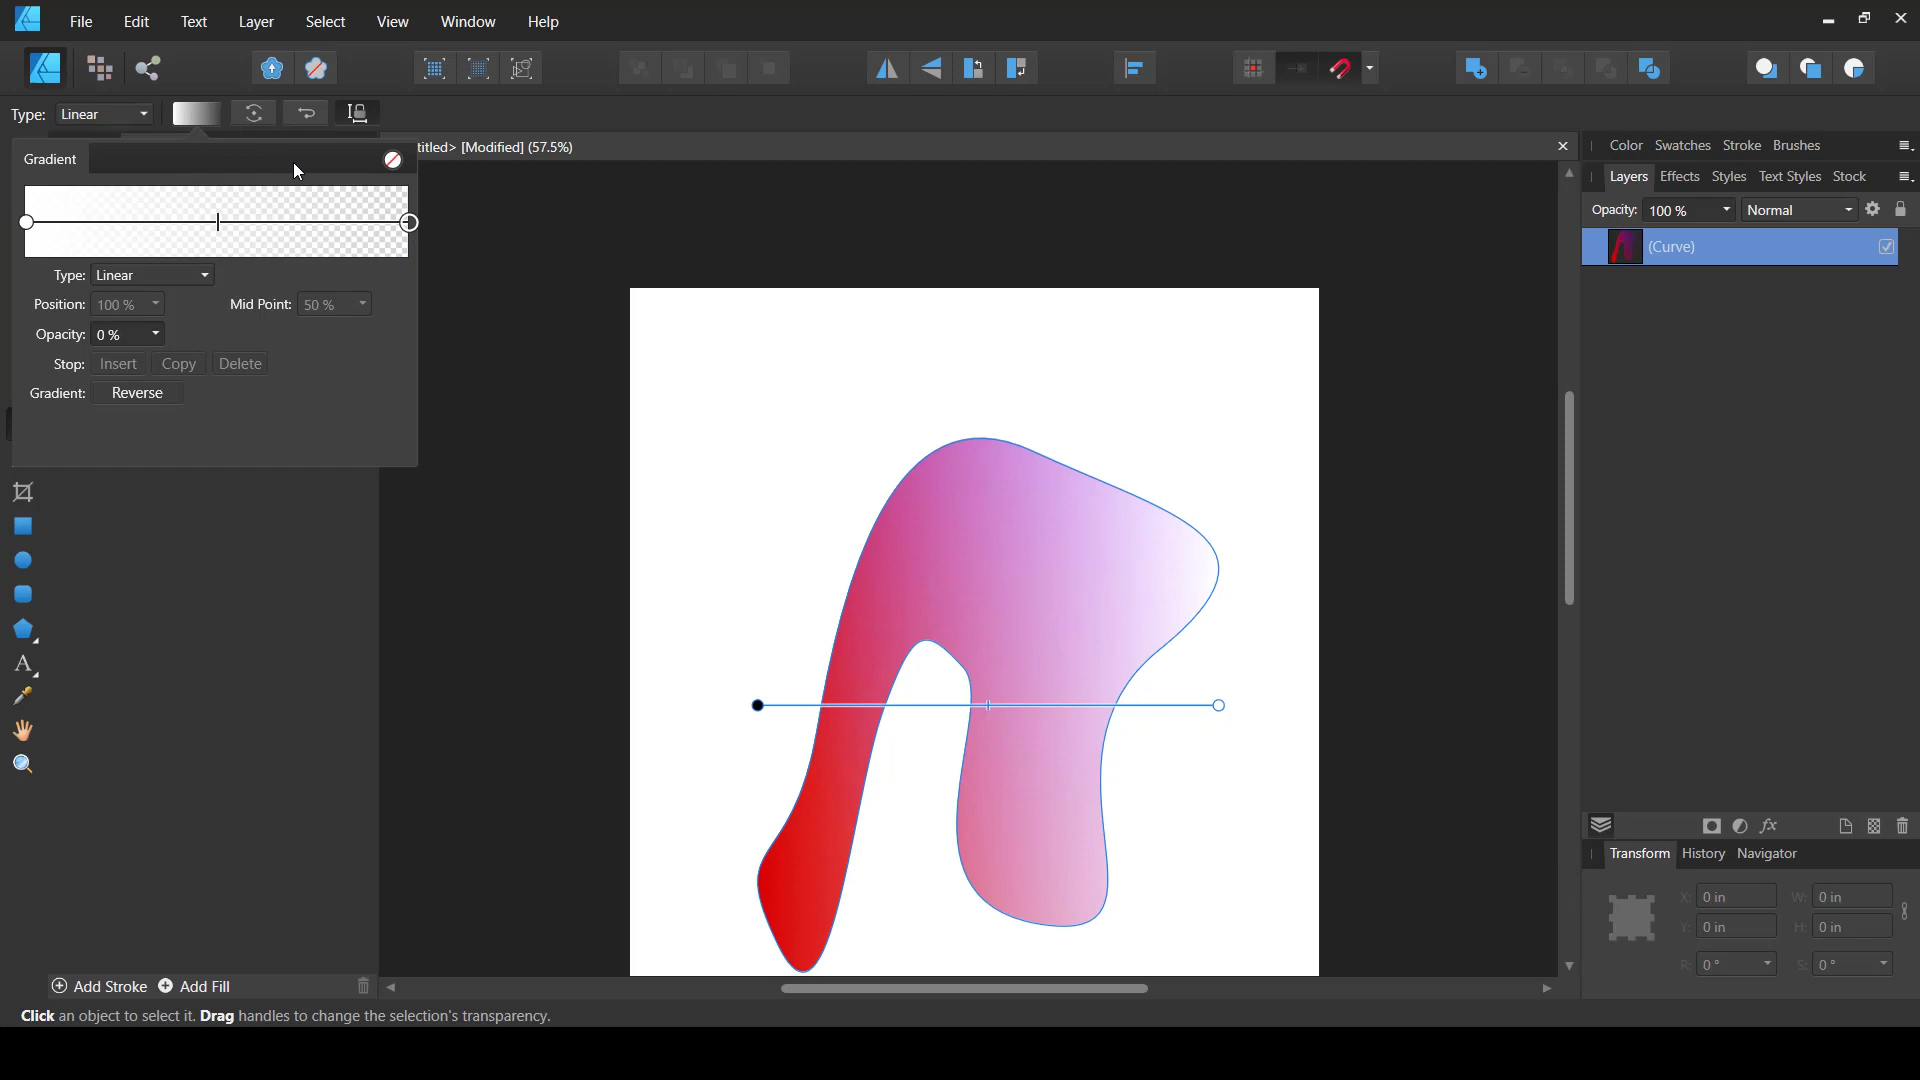 File Edit Text Layer Select View Window Help
Type: Linear
titled> [Modified] (57.5%)
Gradient
Type: Linear
Position: 100 % Mid Point: 50 %
Opacity: 0 %
Stop: Insert Copy Delete
Gradient: Reverse
A
Color Swatches Stroke Brushes
Layers Effects Styles Text Styles Stock
Opacity: 100 % Normal
(Curve)
fx
Transform History Navigator
X: 0 in W: 0 in
Y: 0 in H: 0 in
R: 0 ° S: 0 °
Add Stroke Add Fill
Click an object to select it. Drag handles to change the selection's transparency.